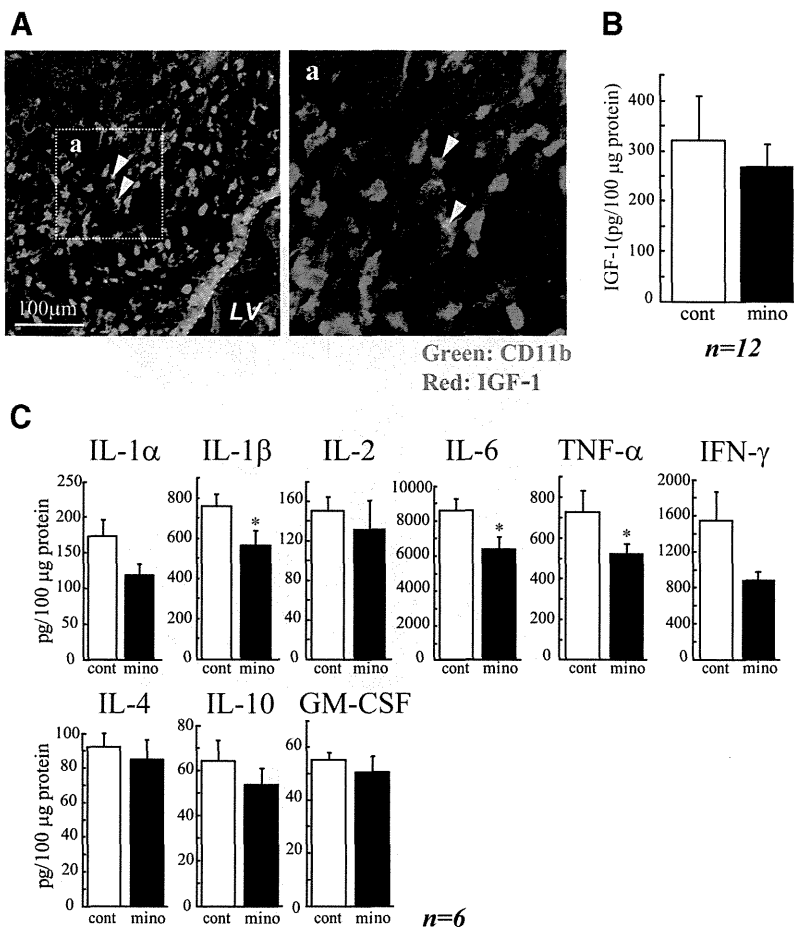 A
a
100μm
LV
a
Green: CD11b
Red: IGF-1
B
IGF-1(pg/100 μg protein)
400
300
200
100
0
cont mino
n=12
C
IL-1α IL-1β IL-2 IL-6 TNF-α IFN-γ
pg/100 μg protein
250
200
150
100
50
0
cont mino
800
600
400
200
0
*
cont mino
160
120
80
40
0
cont mino
10000
8000
6000
4000
2000
0
*
cont mino
800
600
400
200
0
*
cont mino
2000
1600
1200
800
400
0
cont mino
IL-4 IL-10 GM-CSF
pg/100 μg protein
100
80
60
40
20
0
cont mino
80
60
40
20
0
cont mino
60
40
20
0
cont mino
n=6